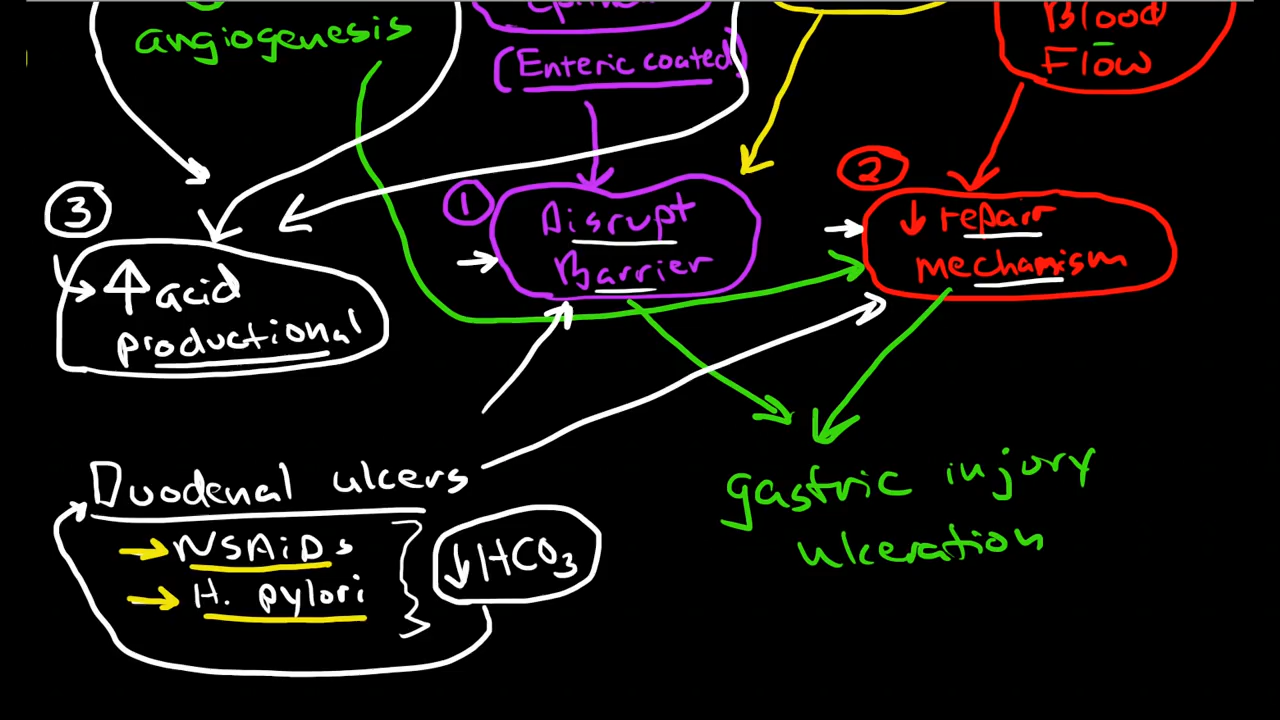 angiogenesis
(Enteric coated)
Blood
Flow
③
↑ acid
productional
①
Disrupt
Barrier
②
↓ repair
mechanism
Duodenal ulcers
→ NSAiDs
→ H. pylori
↓HCO3
gastric injury
ulceration